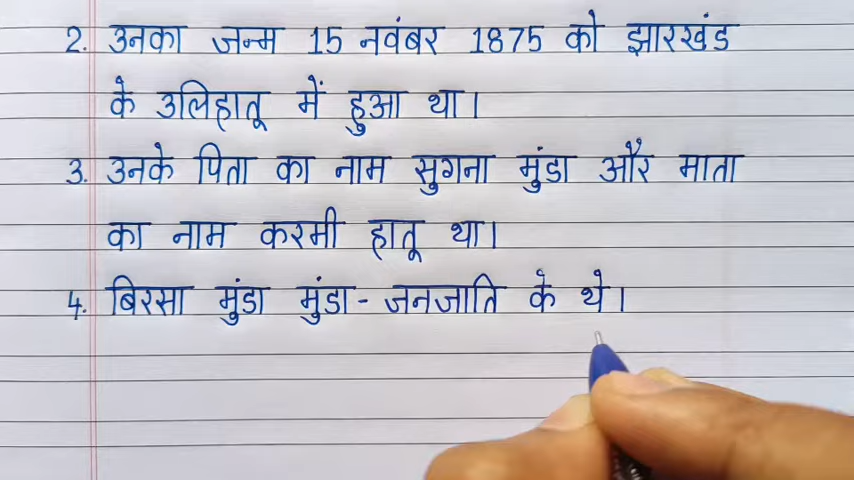 2. उनका जन्म 15 नवंबर 1875 को झारखंड
के उलिहातू में हुआ था।
3. उनके पिता का नाम सुगना मुंडा और माता
का नाम करमी हातू था।
4. बिरसा मुंडा मुंडा-जनजाति के थे।